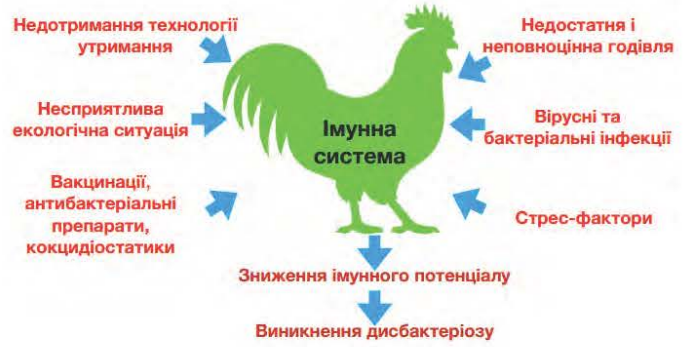 Недотримання технології
утримання
Недостатня і
неповноцінна годівля
Несприятлива
екологічна ситуація
Імунна
система
Вірусні та
бактеріальні інфекції
Вакцинації,
антибактеріальні
препарати,
кокцидіостатики
Стрес-фактори
Зниження імунного потенціалу
Виникнення дисбактеріозу